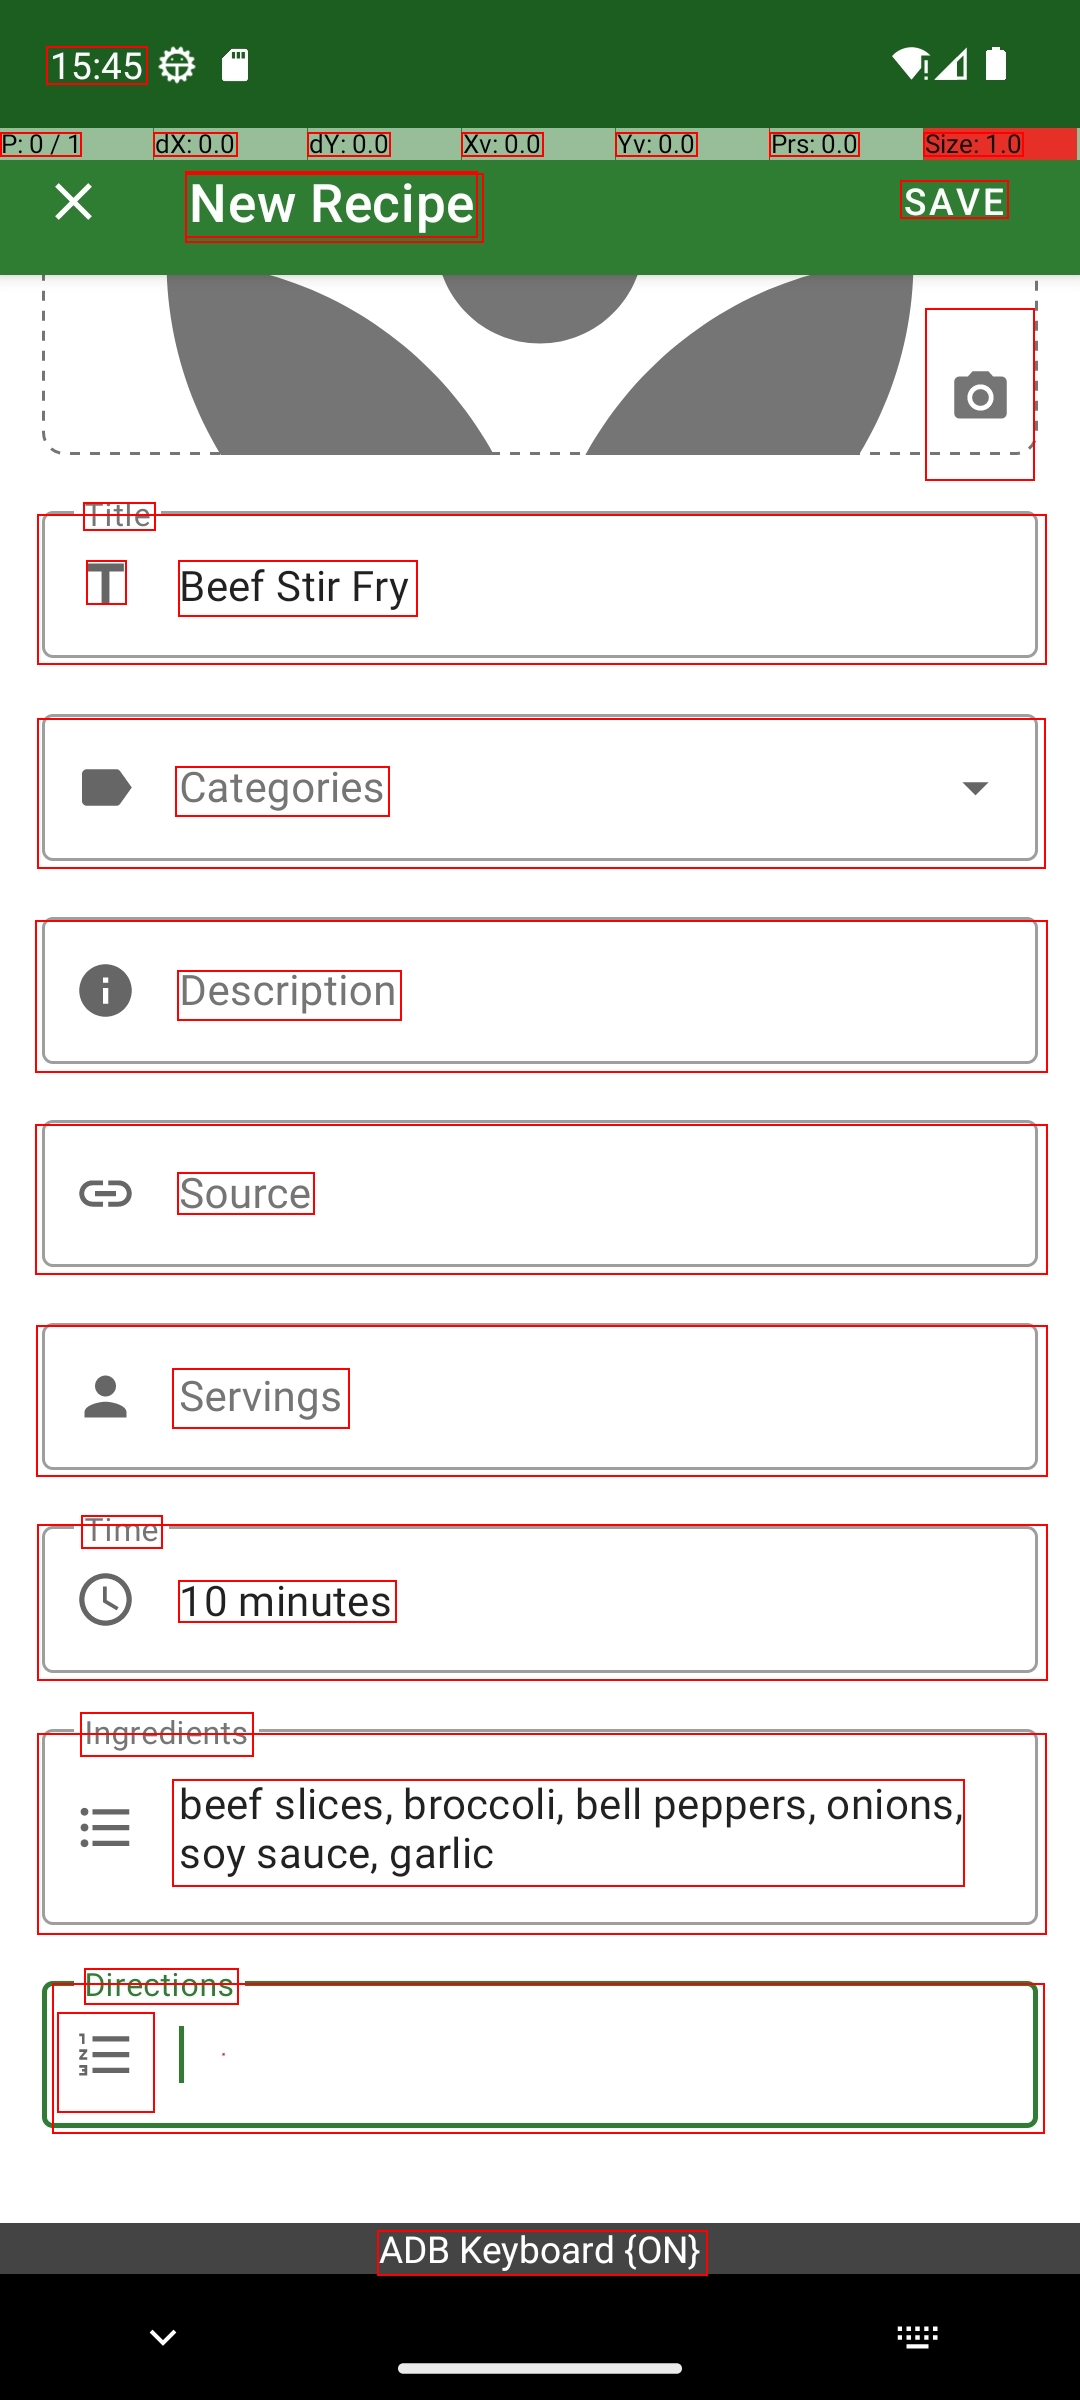 15:45
P: 0 / 1 dX: 0.0 dY: 0.0 Xv: 0.0 Yv: 0.0 Prs: 0.0 Size: 1.0
New Recipe SAVE
Title
Beef Stir Fry
Categories
Description
Source
Servings
Time
10 minutes
Ingredients
beef slices, broccoli, bell peppers, onions,
soy sauce, garlic
Directions
ADB Keyboard {ON}